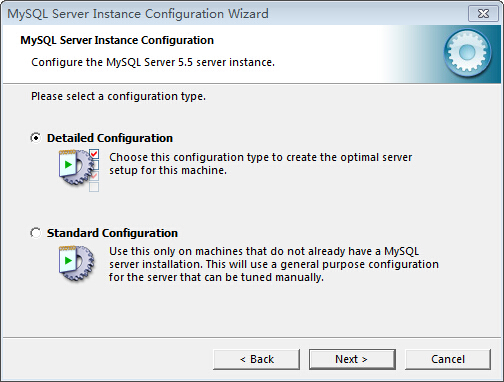 MySQL Server Instance Configuration Wizard
MySQL Server Instance Configuration
Configure the MySQL Server 5.5 server instance.
Please select a configuration type.
Detailed Configuration
Choose this configuration type to create the optimal server
setup for this machine.
Standard Configuration
Use this only on machines that do not already have a MySQL
server installation. This will use a general purpose configuration
for the server that can be tuned manually.
< Back
Next >
Cancel